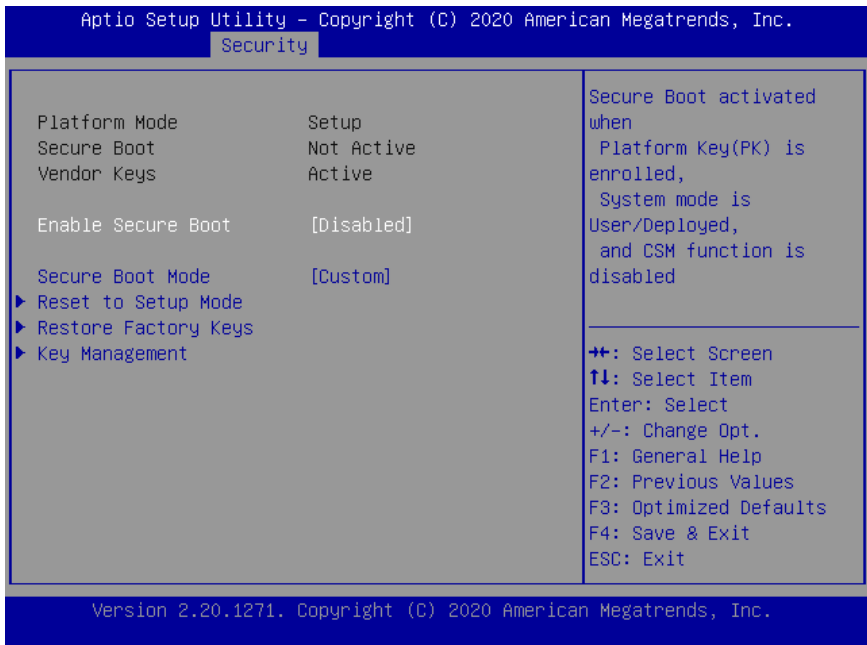 Aptio Setup Utility – Copyright (C) 2020 American Megatrends, Inc.
Security
Platform Mode Setup
Secure Boot Not Active
Vendor Keys Active
Enable Secure Boot [Disabled]
Secure Boot Mode [Custom]
Reset to Setup Mode
Restore Factory Keys
Key Management
Secure Boot activated
when
Platform Key(PK) is
enrolled,
System mode is
User/Deployed,
and CSM function is
disabled
→←: Select Screen
↑↓: Select Item
Enter: Select
+/-: Change Opt.
F1: General Help
F2: Previous Values
F3: Optimized Defaults
F4: Save & Exit
ESC: Exit
Version 2.20.1271. Copyright (C) 2020 American Megatrends, Inc.